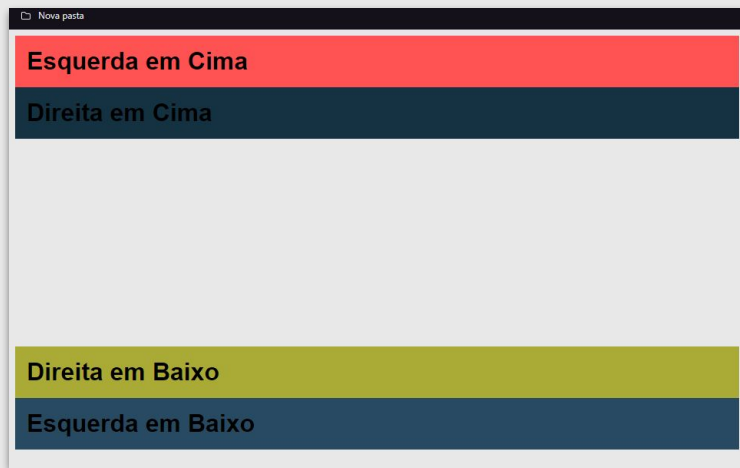 Nova pasta
Esquerda em Cima
Direita em Cima
Direita em Baixo
Esquerda em Baixo